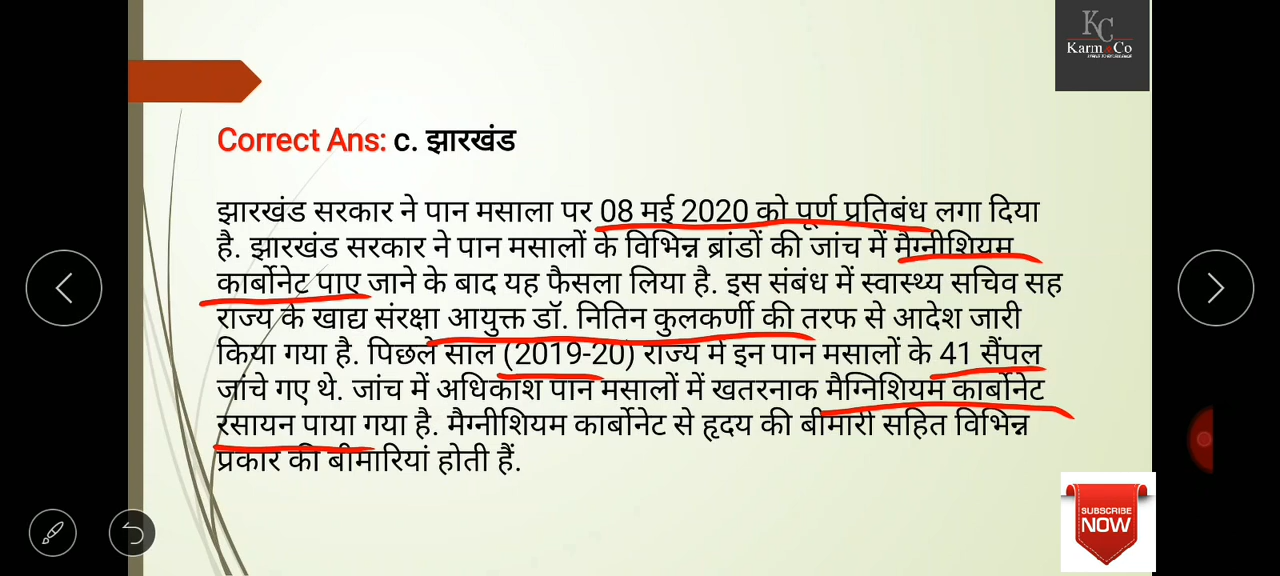 KC
Karm Co
Correct Ans: c. झारखंड
झारखंड सरकार ने पान मसाला पर 08 मई 2020 को पूर्ण प्रतिबंध लगा दिया
है. झारखंड सरकार ने पान मसालों के विभिन्न ब्रांडों की जांच में मैग्नीशियम
कार्बोनेट पाए जाने के बाद यह फैसला लिया है. इस संबंध में स्वास्थ्य सचिव सह
राज्य के खाद्य संरक्षा आयुक्त डॉ. नितिन कुलकर्णी की तरफ से आदेश जारी
किया गया है. पिछले साल (2019-20) राज्य में इन पान मसालों के 41 सैंपल
जांचे गए थे. जांच में अधिकांश पान मसालों में खतरनाक मैग्निशियम कार्बोनेट
रसायन पाया गया है. मैग्नीशियम कार्बोनेट से हृदय की बीमारी सहित विभिन्न
प्रकार की बीमारियां होती हैं.
SUBSCRIBE
NOW